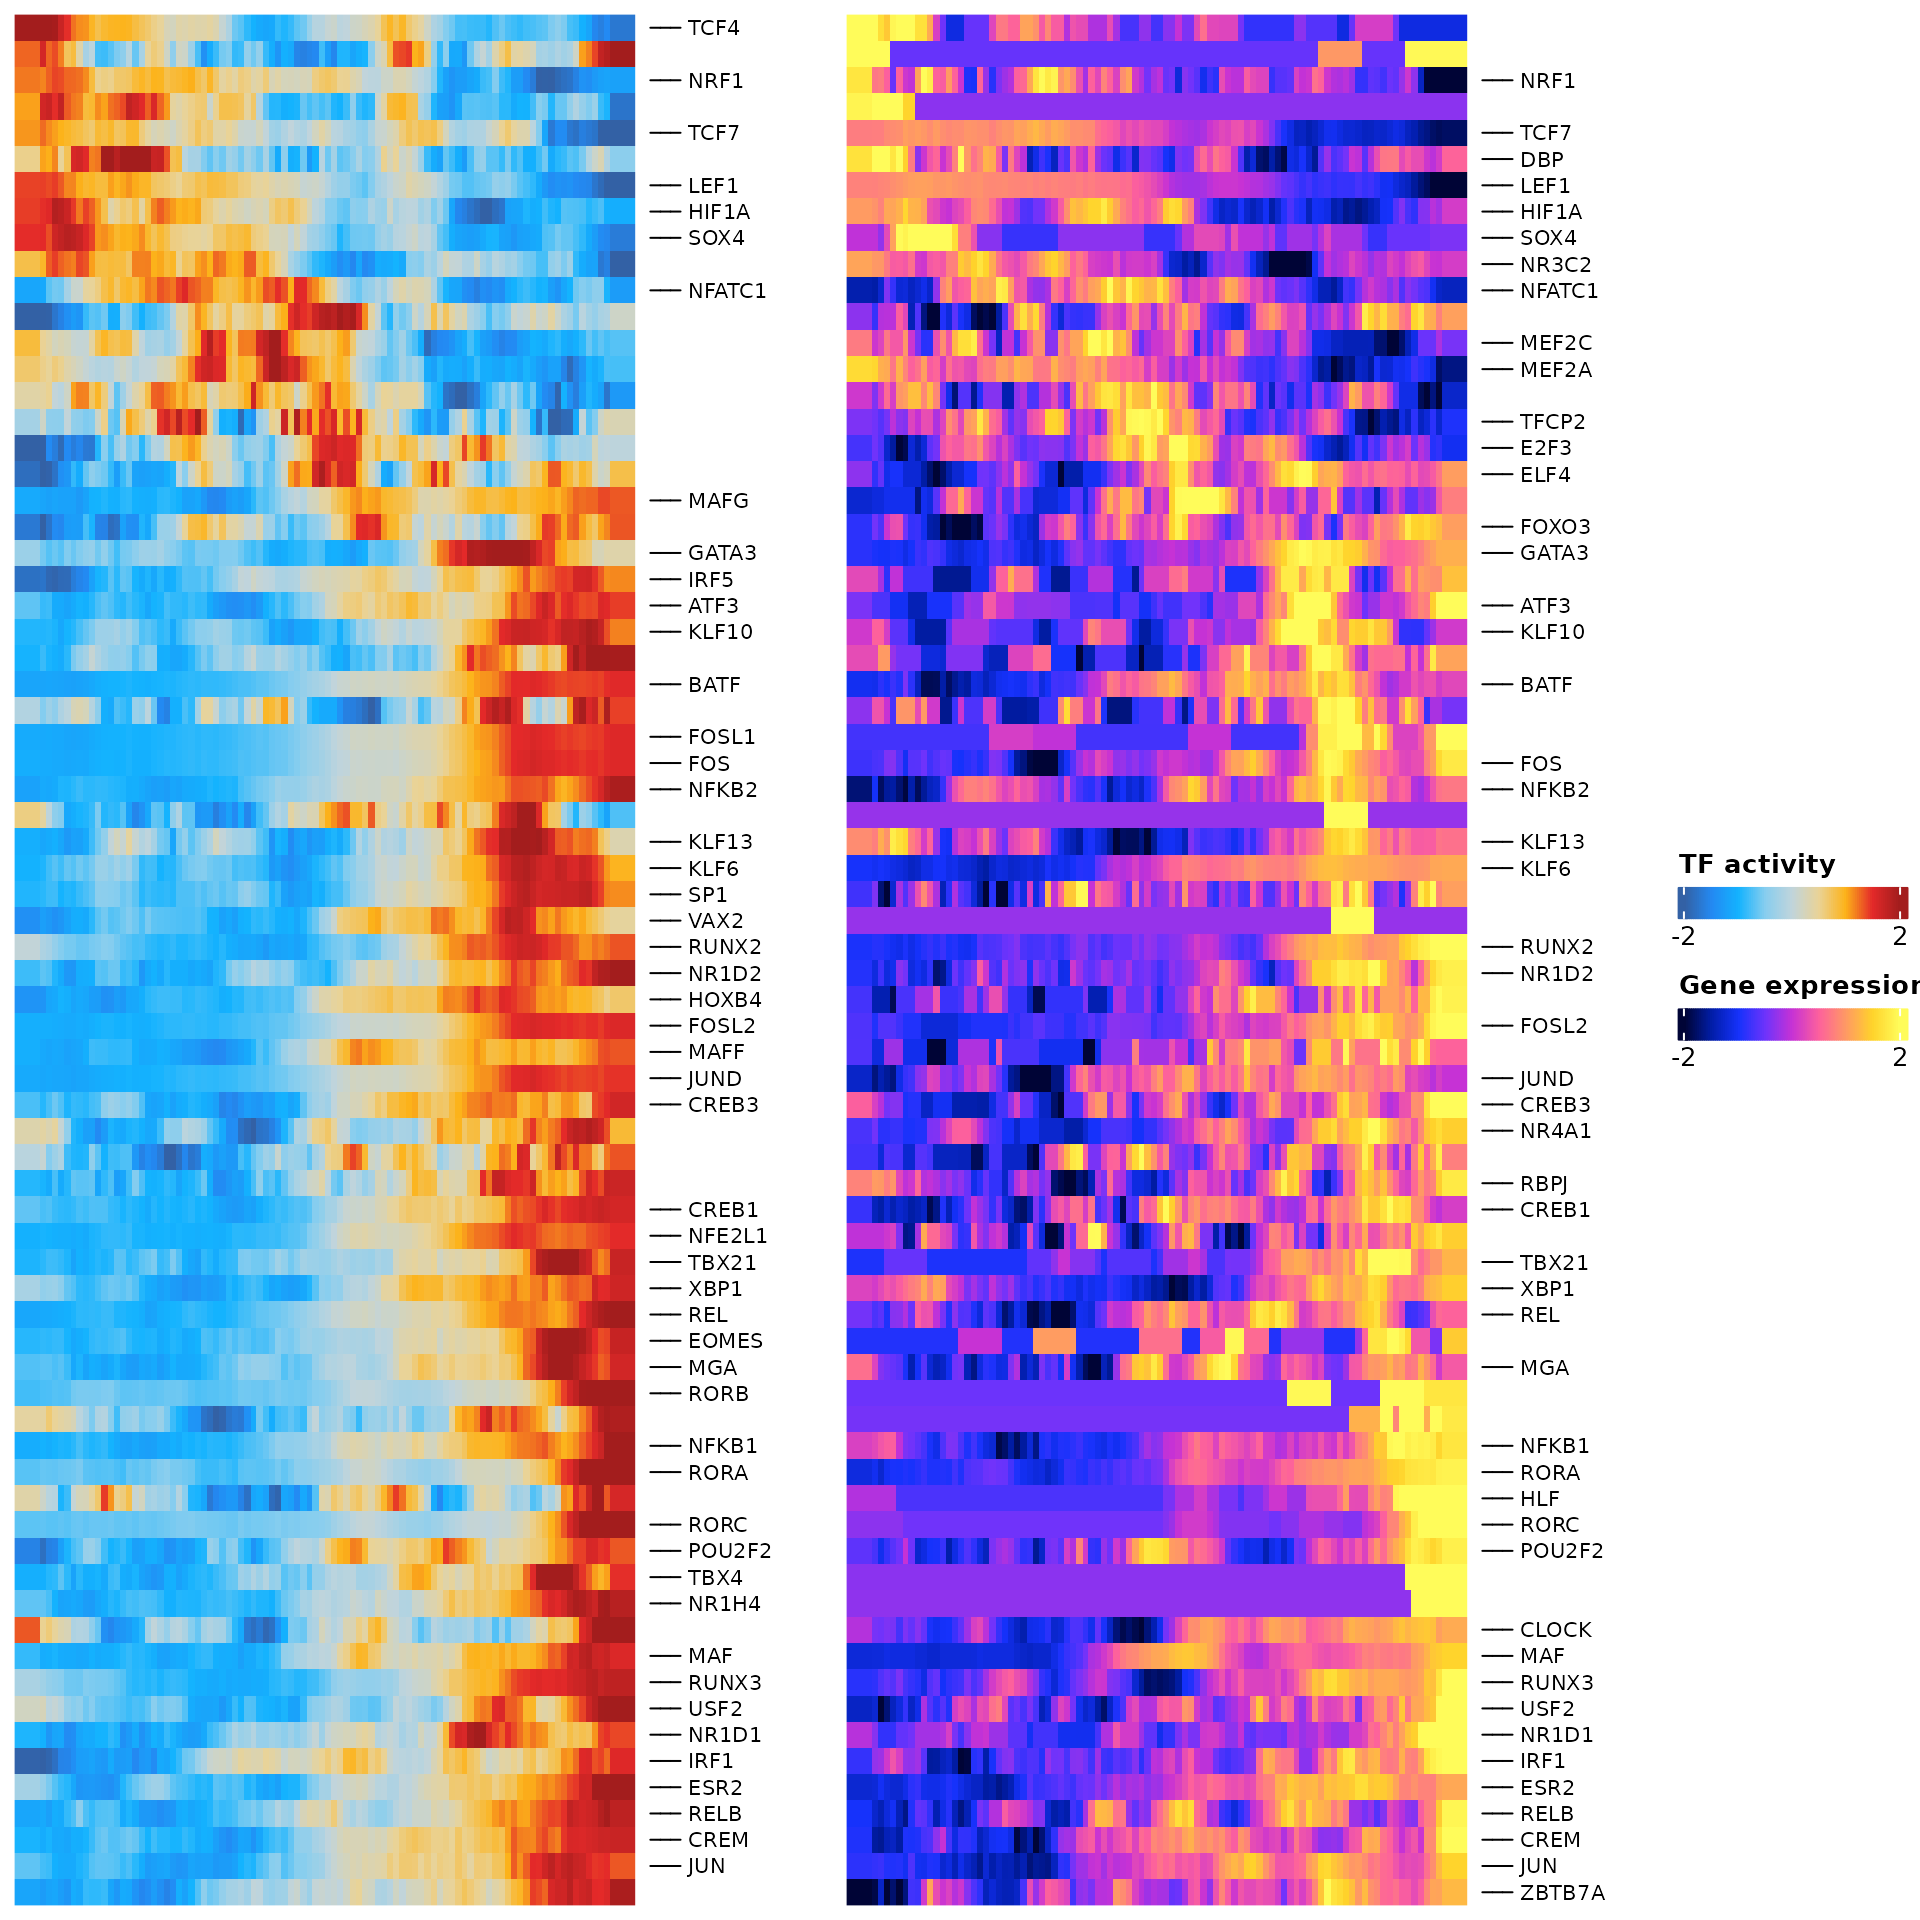 TCF4
NRF1
TCF7
LEF1
HIF1A
SOX4
NFATC1
MAFG
GATA3
IRF5
ATF3
KLF10
BATF
FOSL1
FOS
NFKB2
KLF13
KLF6
SP1
VAX2
RUNX2
NR1D2
HOXB4
FOSL2
MAFF
JUND
CREB3
CREB1
NFE2L1
TBX21
XBP1
REL
EOMES
MGA
RORB
NFKB1
RORA
RORC
POU2F2
TBX4
NR1H4
MAF
RUNX3
USF2
NR1D1
IRF1
ESR2
RELB
CREM
JUN
NRF1
TCF7
DBP
LEF1
HIF1A
SOX4
NR3C2
NFATC1
MEF2C
MEF2A
TFCP2
E2F3
ELF4
FOXO3
GATA3
ATF3
KLF10
BATF
FOS
NFKB2
KLF13
KLF6
RUNX2
NR1D2
FOSL2
JUND
CREB3
NR4A1
RBPJ
CREB1
TBX21
XBP1
REL
MGA
NFKB1
RORA
HLF
RORC
POU2F2
CLOCK
MAF
RUNX3
USF2
NR1D1
IRF1
ESR2
RELB
CREM
JUN
ZBTB7A
TF activity
-2 2
Gene expression
-2 2